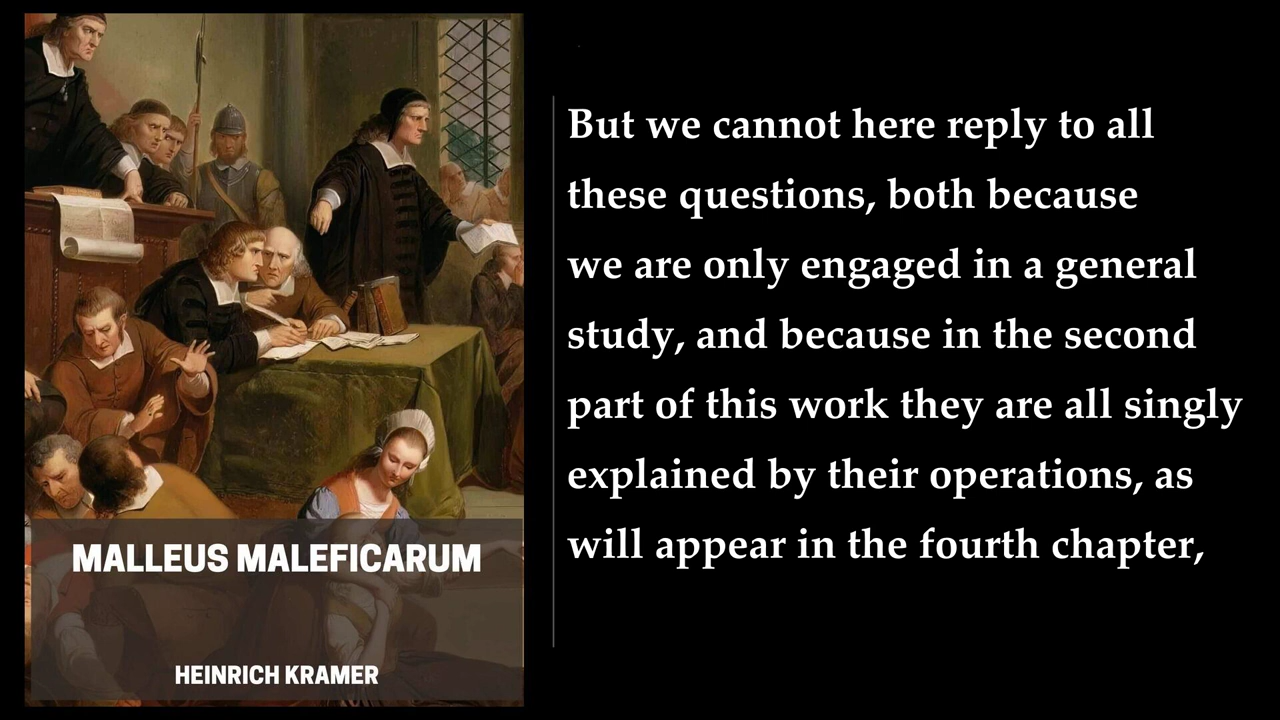 MALLEUS MALEFICARUM
HEINRICH KRAMER
But we cannot here reply to all
these questions, both because
we are only engaged in a general
study, and because in the second
part of this work they are all singly
explained by their operations, as
will appear in the fourth chapter,